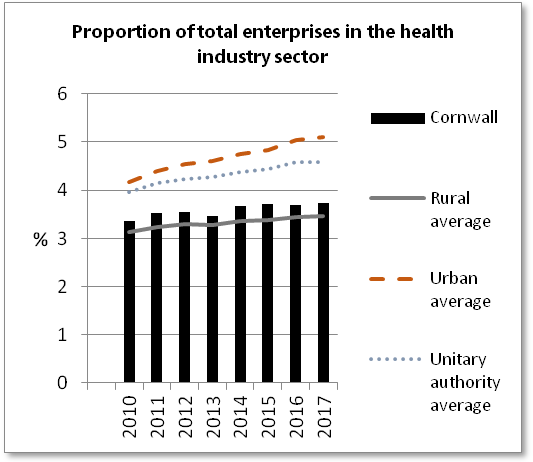 Proportion of total enterprises in the health
industry sector
6
5
4
3
2
1
0
%
2010
2011
2012
2013
2014
2015
2016
2017
Cornwall
Rural
average
Urban
average
Unitary
authority
average